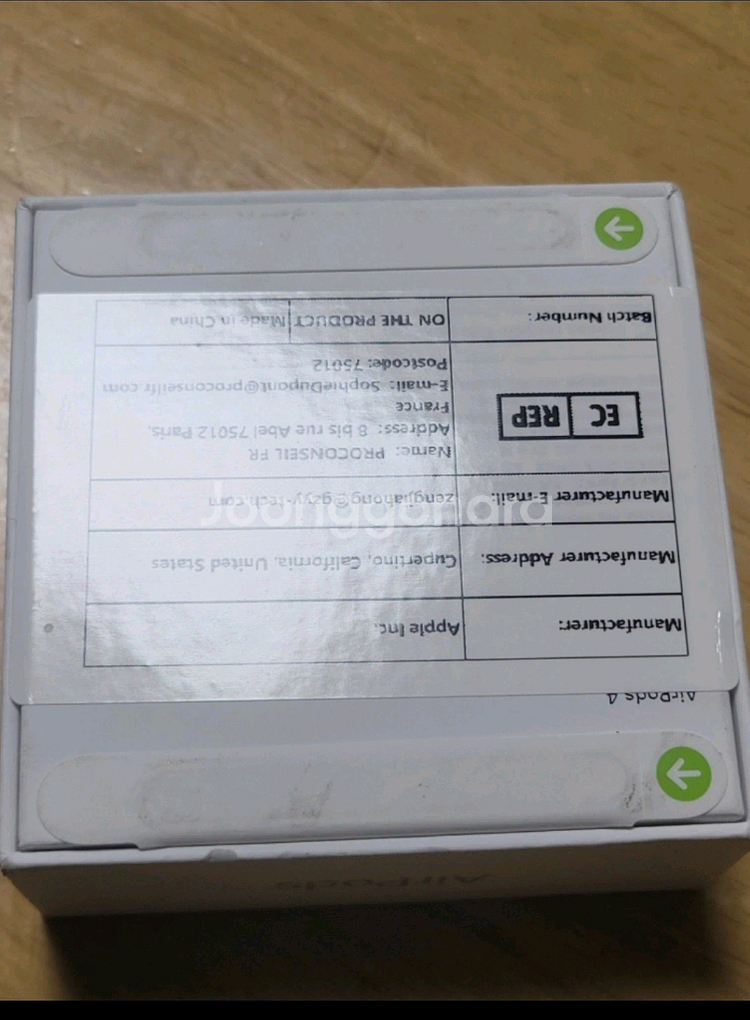 AirPods 4
Manufacturer: Apple Inc.
Manufacturer Address: Cupertino, California, United States
Manufacturer E-mail: zengjiahong@gzyy-tech.com
EC REP
Name: PROCONSEIL FR
Address: 8 bis rue Abel 75012 Paris,
France
E-mail: SophieDupont@proconseilfr.com
Postcode: 75012
Batch Number: ON THE PRODUCT Made in China
Joonggonara
AirPods